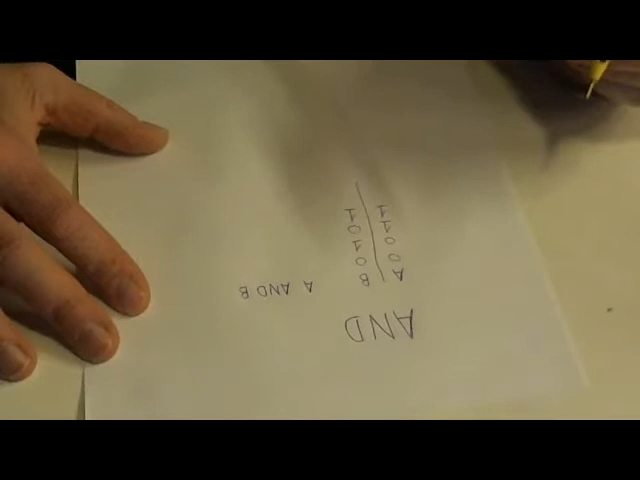 AND
A B A AND B
0 0
0 1
1 0
1 1